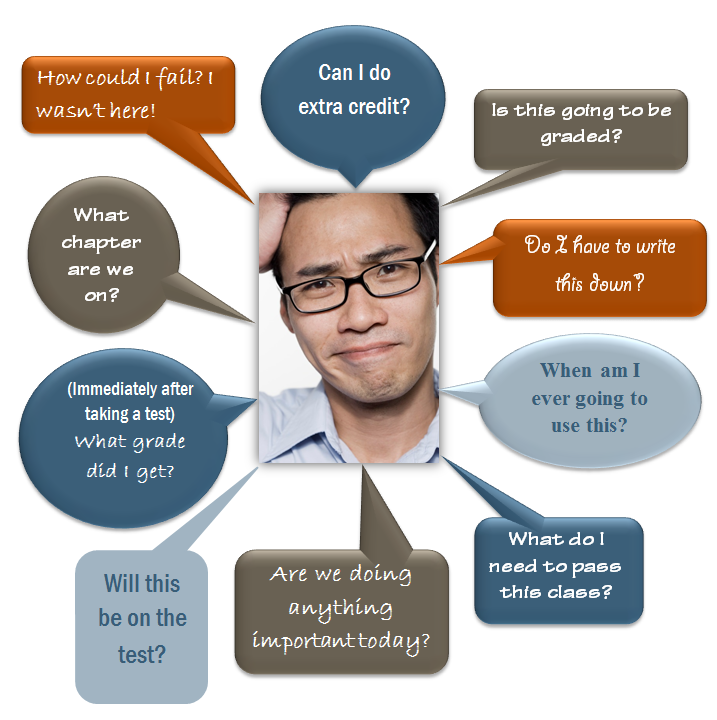 How could I fail? I
wasn't here!
Can I do
extra credit?
Is this going to be
graded?
What
chapter
are we
on?
Do I have to write
this down?
(Immediately after
taking a test)
What grade
did I get?
When am I
ever going to
use this?
Will this
be on the
test?
Are we doing
anything
important today?
What do I
need to pass
this class?